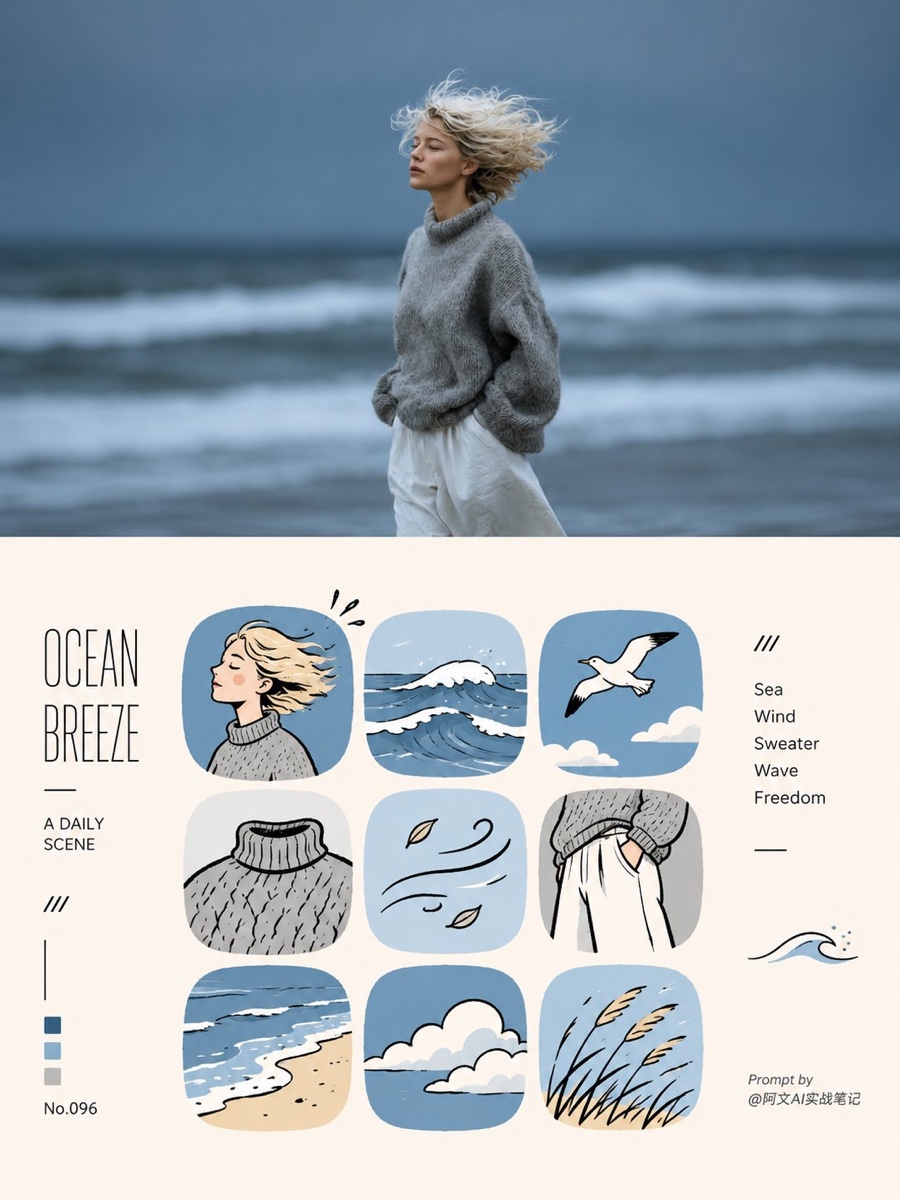 OCEAN
BREEZE
A DAILY
SCENE
No.096
Sea
Wind
Sweater
Wave
Freedom
Prompt by
@阿文AI实战笔记